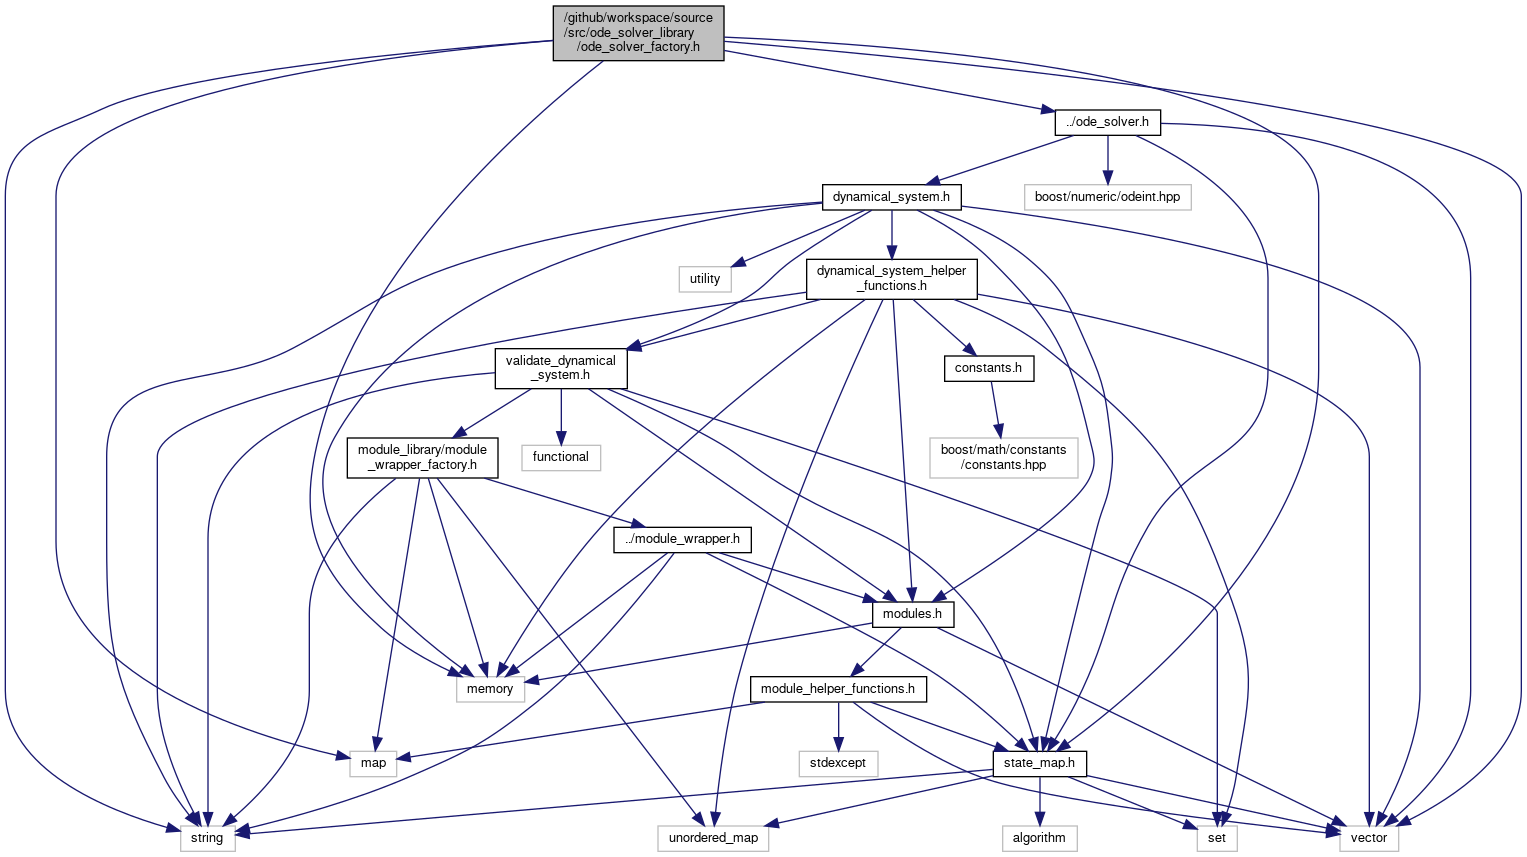 /github/workspace/source
/src/ode_solver_library
/ode_solver_factory.h
../ode_solver.h
dynamical_system.h
boost/numeric/odeint.hpp
utility
dynamical_system_helper
_functions.h
validate_dynamical
_system.h
constants.h
module_library/module
_wrapper_factory.h
functional
boost/math/constants
/constants.hpp
../module_wrapper.h
modules.h
memory
module_helper_functions.h
map
stdexcept
state_map.h
string
unordered_map
algorithm
set
vector